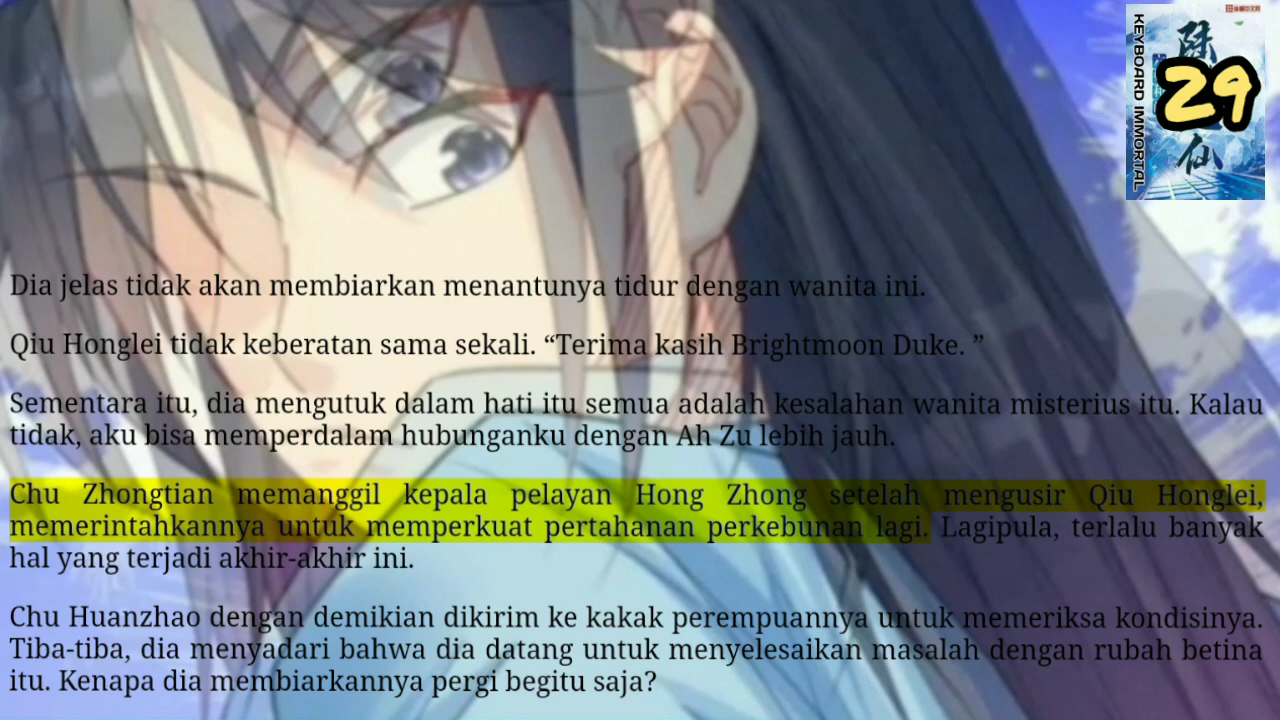 KEYBOARD IMMORTAL
29
仙
Dia jelas tidak akan membiarkan menantunya tidur dengan wanita ini.
Qiu Honglei tidak keberatan sama sekali. “Terima kasih Brightmoon Duke. ”
Sementara itu, dia mengutuk dalam hati itu semua adalah kesalahan wanita misterius itu. Kalau
tidak, aku bisa memperdalam hubunganku dengan Ah Zu lebih jauh.
Chu Zhongtian memanggil kepala pelayan Hong Zhong setelah mengusir Qiu Honglei,
memerintahkannya untuk memperkuat pertahanan perkebunan lagi. Lagipula, terlalu banyak
hal yang terjadi akhir-akhir ini.
Chu Huanzhao dengan demikian dikirim ke kakak perempuannya untuk memeriksa kondisinya.
Tiba-tiba, dia menyadari bahwa dia datang untuk menyelesaikan masalah dengan rubah betina
itu. Kenapa dia membiarkannya pergi begitu saja?